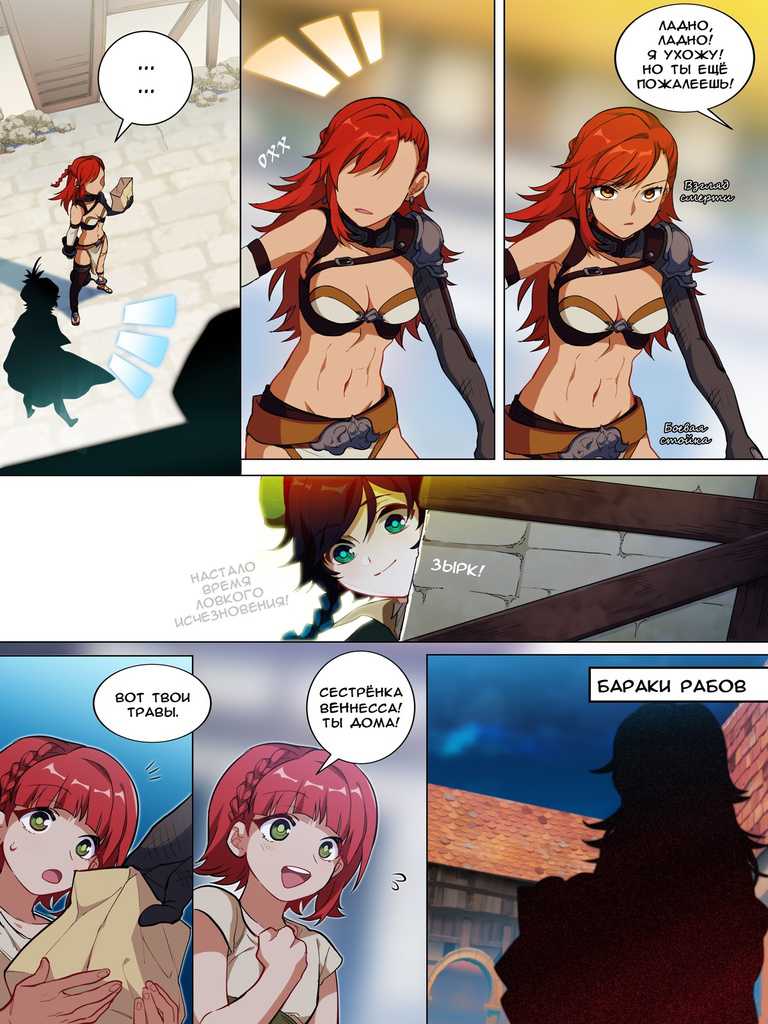 ЛАДНО,
ЛАДНО!
Я УХОЖУ!
НО ТЫ ЕЩЁ
ПОЖАЛЕЕШЬ!
Взгляд
смерти
Боевая
стойка
ОХХ
...
...
ЗЫРК!
НАСТАЛО
ВРЕМЯ
ЛОВКОГО
ИСЧЕЗНОВЕНИЯ!
БАРАКИ РАБОВ
СЕСТРЁНКА
ВЕННЕССА!
ТЫ ДОМА!
ВОТ ТВОИ
ТРАВЫ.